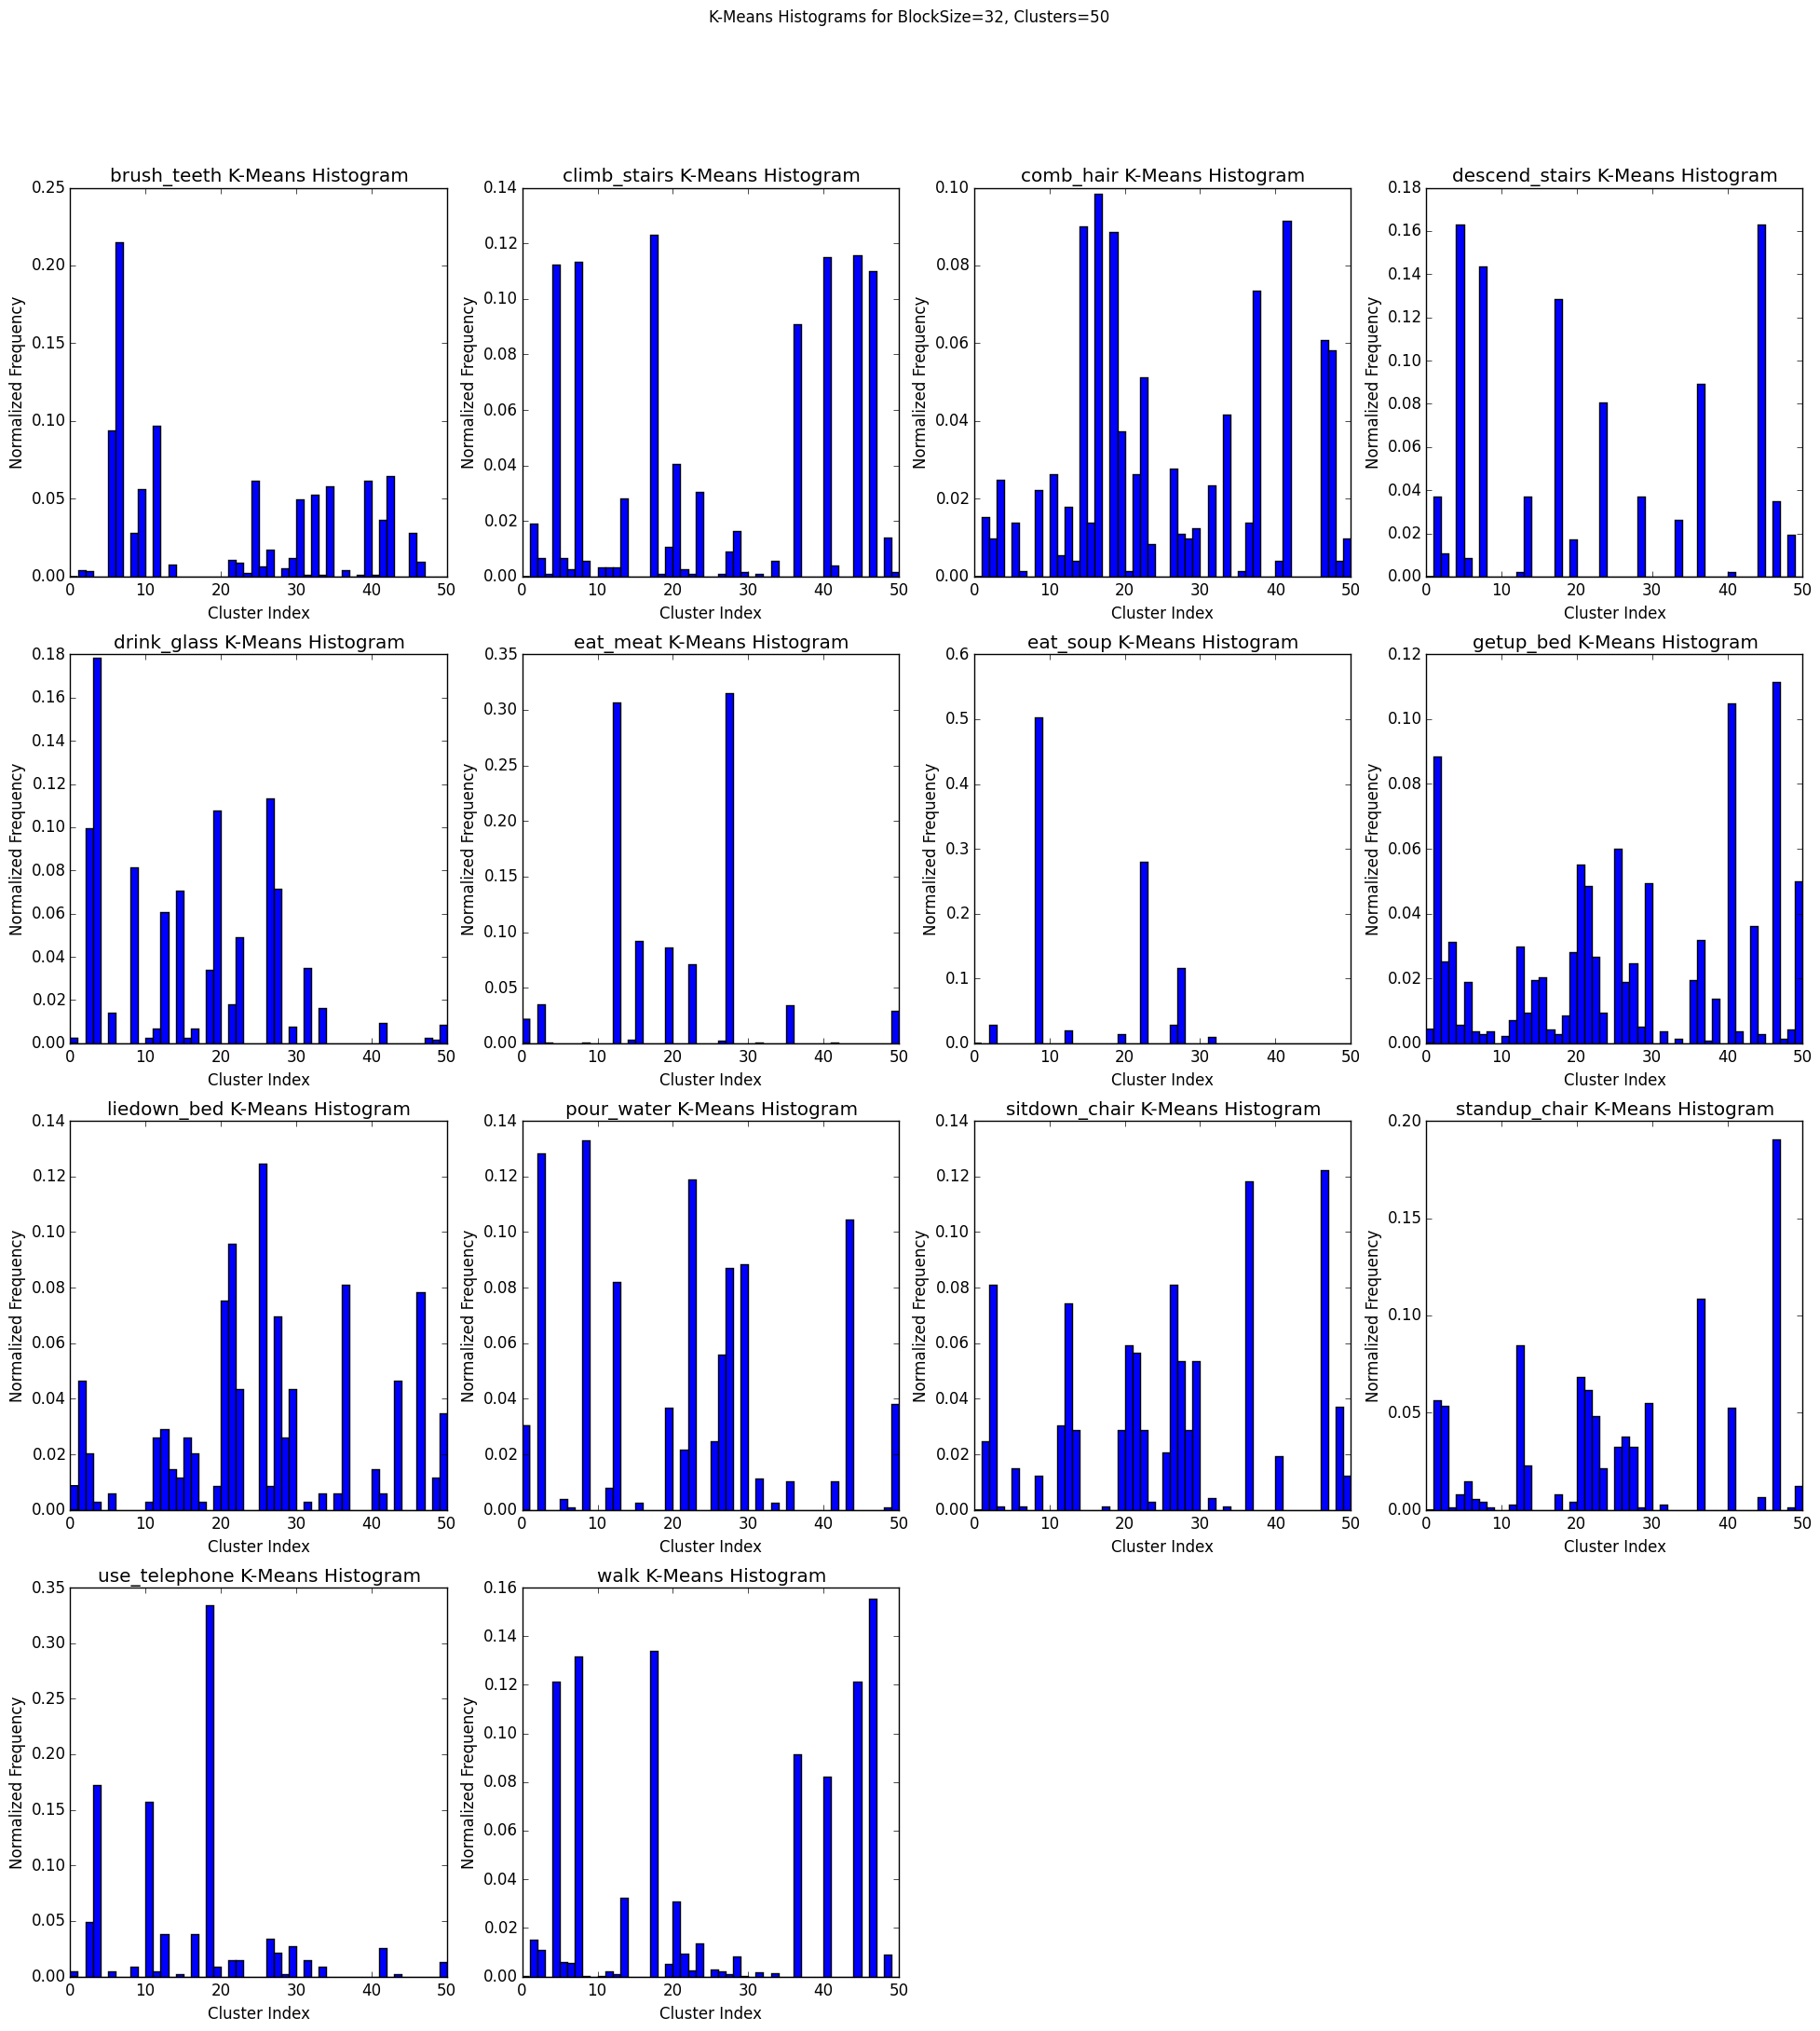 K-Means Histograms for BlockSize=32, Clusters=50
brush_teeth K-Means Histogram
0.25
0.20
0.15
0.10
0.05
0.00
Normalized Frequency
0 10 20 30 40 50
Cluster Index
climb_stairs K-Means Histogram
0.14
0.12
0.10
0.08
0.06
0.04
0.02
0.00
Normalized Frequency
0 10 20 30 40 50
Cluster Index
comb_hair K-Means Histogram
0.10
0.08
0.06
0.04
0.02
0.00
Normalized Frequency
0 10 20 30 40 50
Cluster Index
descend_stairs K-Means Histogram
0.18
0.16
0.14
0.12
0.10
0.08
0.06
0.04
0.02
0.00
Normalized Frequency
0 10 20 30 40 50
Cluster Index
drink_glass K-Means Histogram
0.18
0.16
0.14
0.12
0.10
0.08
0.06
0.04
0.02
0.00
Normalized Frequency
0 10 20 30 40 50
Cluster Index
eat_meat K-Means Histogram
0.35
0.30
0.25
0.20
0.15
0.10
0.05
0.00
Normalized Frequency
0 10 20 30 40 50
Cluster Index
eat_soup K-Means Histogram
0.6
0.5
0.4
0.3
0.2
0.1
0.0
Normalized Frequency
0 10 20 30 40 50
Cluster Index
getup_bed K-Means Histogram
0.12
0.10
0.08
0.06
0.04
0.02
0.00
Normalized Frequency
0 10 20 30 40 50
Cluster Index
liedown_bed K-Means Histogram
0.14
0.12
0.10
0.08
0.06
0.04
0.02
0.00
Normalized Frequency
0 10 20 30 40 50
Cluster Index
pour_water K-Means Histogram
0.14
0.12
0.10
0.08
0.06
0.04
0.02
0.00
Normalized Frequency
0 10 20 30 40 50
Cluster Index
sitdown_chair K-Means Histogram
0.14
0.12
0.10
0.08
0.06
0.04
0.02
0.00
Normalized Frequency
0 10 20 30 40 50
Cluster Index
standup_chair K-Means Histogram
0.20
0.15
0.10
0.05
0.00
Normalized Frequency
0 10 20 30 40 50
Cluster Index
use_telephone K-Means Histogram
0.35
0.30
0.25
0.20
0.15
0.10
0.05
0.00
Normalized Frequency
0 10 20 30 40 50
Cluster Index
walk K-Means Histogram
0.16
0.14
0.12
0.10
0.08
0.06
0.04
0.02
0.00
Normalized Frequency
0 10 20 30 40 50
Cluster Index